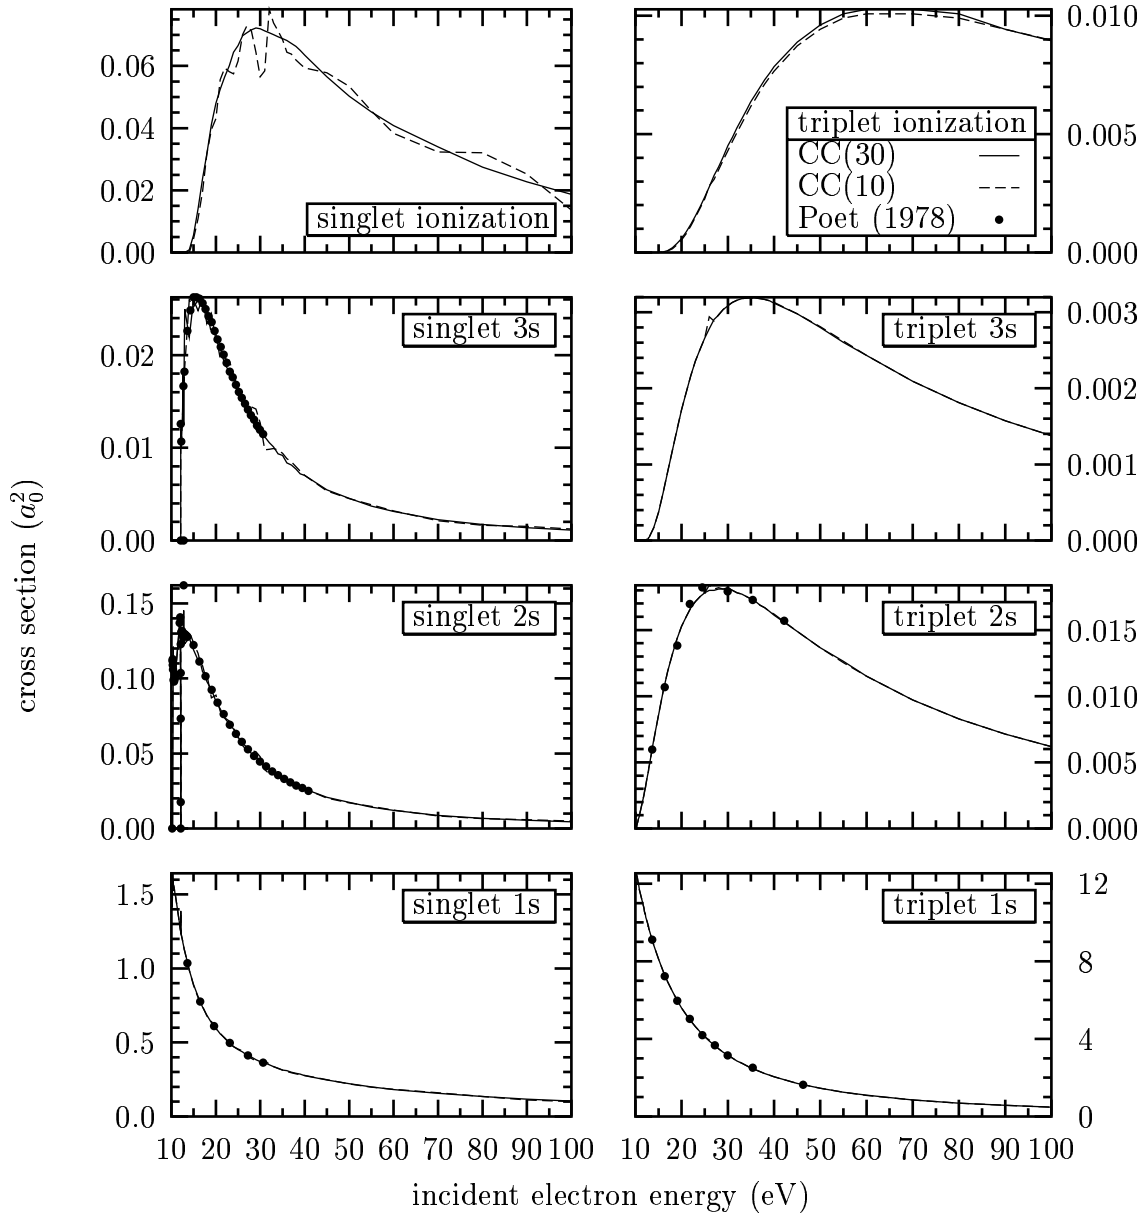 0.06
0.04
0.02
0.00
singlet ionization
0.010
0.005
0.000
triplet ionization
CC(30)
CC(10)
Poet (1978)
0.02
0.01
0.00
singlet 3s
0.003
0.002
0.001
0.000
triplet 3s
cross section (a₀²)
0.15
0.10
0.05
0.00
singlet 2s
0.015
0.010
0.005
0.000
triplet 2s
1.5
1.0
0.5
0.0
singlet 1s
12
8
4
0
triplet 1s
10 20 30 40 50 60 70 80 90 100
10 20 30 40 50 60 70 80 90 100
incident electron energy (eV)